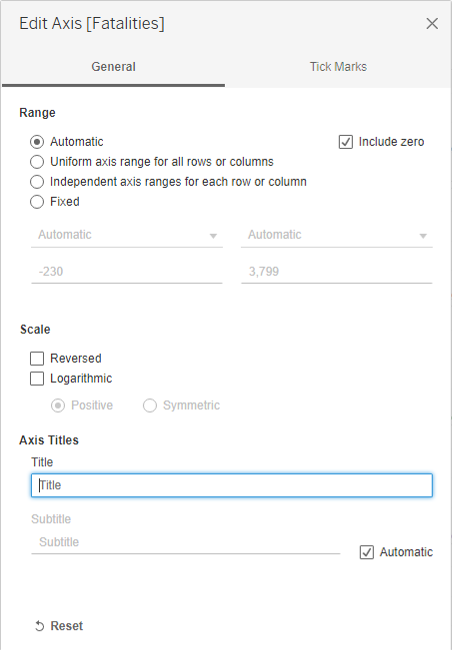 Edit Axis [Fatalities]
General Tick Marks
Range
Automatic Include zero
Uniform axis range for all rows or columns
Independent axis ranges for each row or column
Fixed
Automatic Automatic
-230 3,799
Scale
Reversed
Logarithmic
Positive Symmetric
Axis Titles
Title
Title
Subtitle
Subtitle
Automatic
Reset